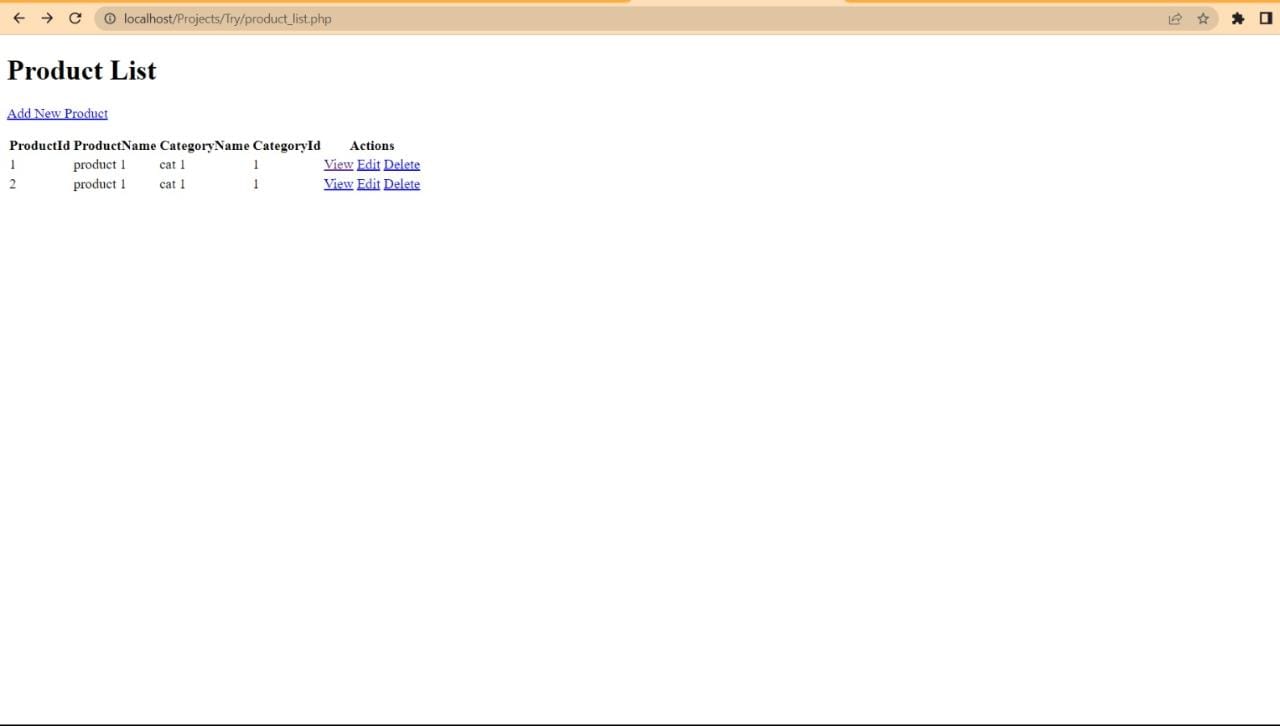 localhost/Projects/Try/product_list.php
Product List
Add New Product
ProductId ProductName CategoryName CategoryId Actions
1 product 1 cat 1 1 View Edit Delete
2 product 1 cat 1 1 View Edit Delete